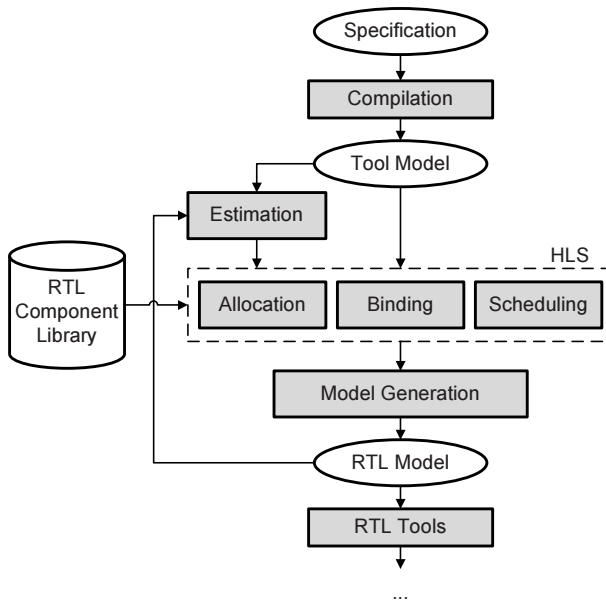 Specification
Compilation
Tool Model
Estimation
HLS
RTL
Component
Library
Allocation
Binding
Scheduling
Model Generation
RTL Model
RTL Tools
...